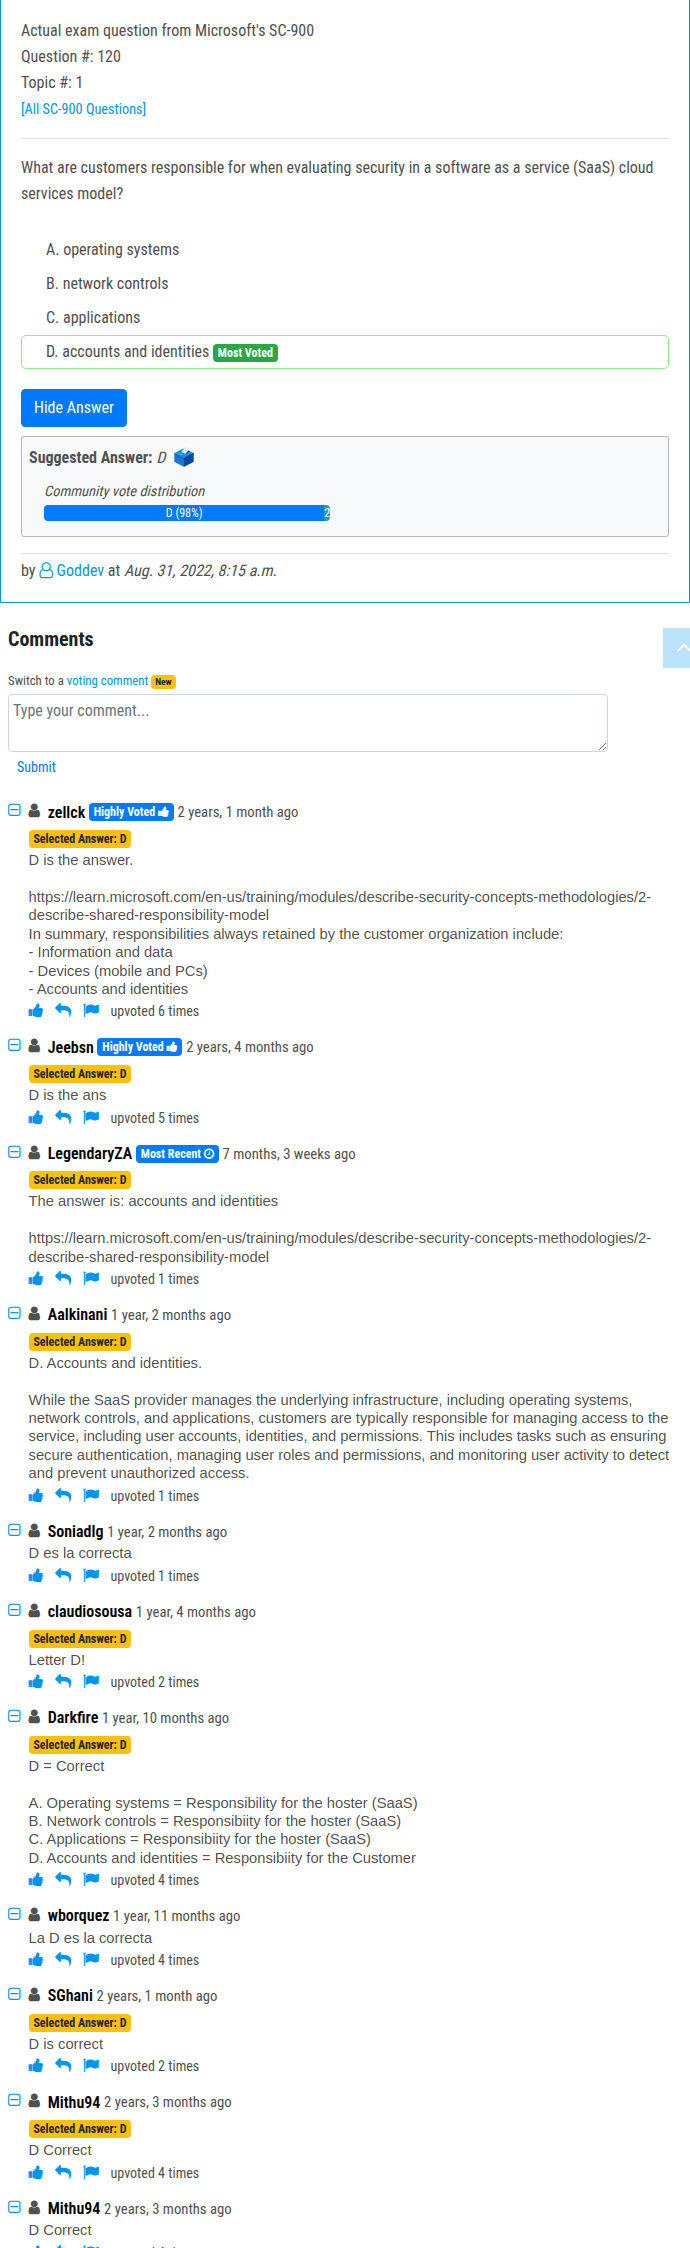 Actual exam question from Microsoft's SC-900
Question #: 120
Topic #: 1
[All SC-900 Questions]
What are customers responsible for when evaluating security in a software as a service (SaaS) cloud
services model?
A. operating systems
B. network controls
C. applications
D. accounts and identities Most Voted
Hide Answer
Suggested Answer: D
Community vote distribution
D (98%) 2
by Goddev at Aug. 31, 2022, 8:15 a.m.
Comments
Switch to a voting comment New
Type your comment...
Submit
zellck Highly Voted 2 years, 1 month ago
Selected Answer: D
D is the answer.
https://learn.microsoft.com/en-us/training/modules/describe-security-concepts-methodologies/2-
describe-shared-responsibility-model
In summary, responsibilities always retained by the customer organization include:
- Information and data
- Devices (mobile and PCs)
- Accounts and identities
upvoted 6 times
Jeebsn Highly Voted 2 years, 4 months ago
Selected Answer: D
D is the ans
upvoted 5 times
LegendaryZA Most Recent 7 months, 3 weeks ago
Selected Answer: D
The answer is: accounts and identities
https://learn.microsoft.com/en-us/training/modules/describe-security-concepts-methodologies/2-
describe-shared-responsibility-model
upvoted 1 times
Aalkinani 1 year, 2 months ago
Selected Answer: D
D. Accounts and identities.
While the SaaS provider manages the underlying infrastructure, including operating systems,
network controls, and applications, customers are typically responsible for managing access to the
service, including user accounts, identities, and permissions. This includes tasks such as ensuring
secure authentication, managing user roles and permissions, and monitoring user activity to detect
and prevent unauthorized access.
upvoted 1 times
Soniadlg 1 year, 2 months ago
D es la correcta
upvoted 1 times
claudiosousa 1 year, 4 months ago
Selected Answer: D
Letter D!
upvoted 2 times
Darkfire 1 year, 10 months ago
Selected Answer: D
D = Correct
A. Operating systems = Responsibility for the hoster (SaaS)
B. Network controls = Responsibiity for the hoster (SaaS)
C. Applications = Responsibiity for the hoster (SaaS)
D. Accounts and identities = Responsibiity for the Customer
upvoted 4 times
wborquez 1 year, 11 months ago
La D es la correcta
upvoted 4 times
SGhani 2 years, 1 month ago
Selected Answer: D
D is correct
upvoted 2 times
Mithu94 2 years, 3 months ago
Selected Answer: D
D Correct
upvoted 4 times
Mithu94 2 years, 3 months ago
D Correct